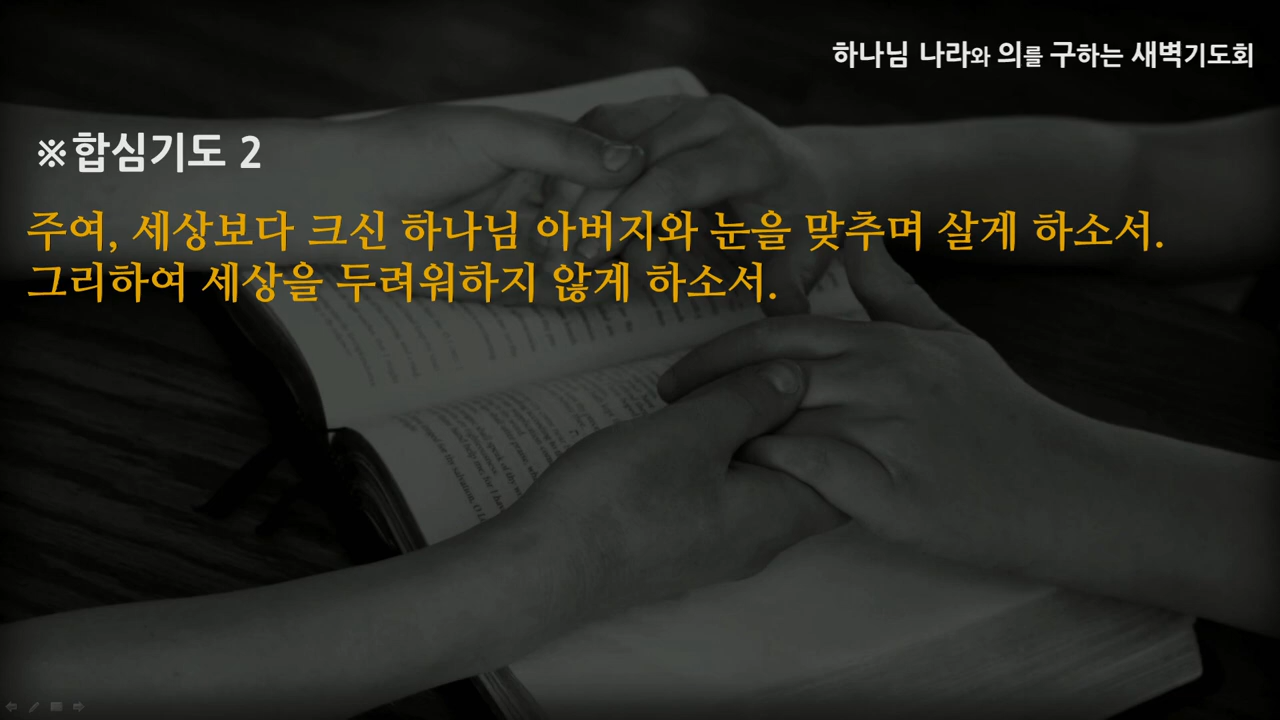 하나님 나라와 의를 구하는 새벽기도회
※합심기도 2
주여, 세상보다 크신 하나님 아버지와 눈을 맞추며 살게 하소서.
그리하여 세상을 두려워하지 않게 하소서.